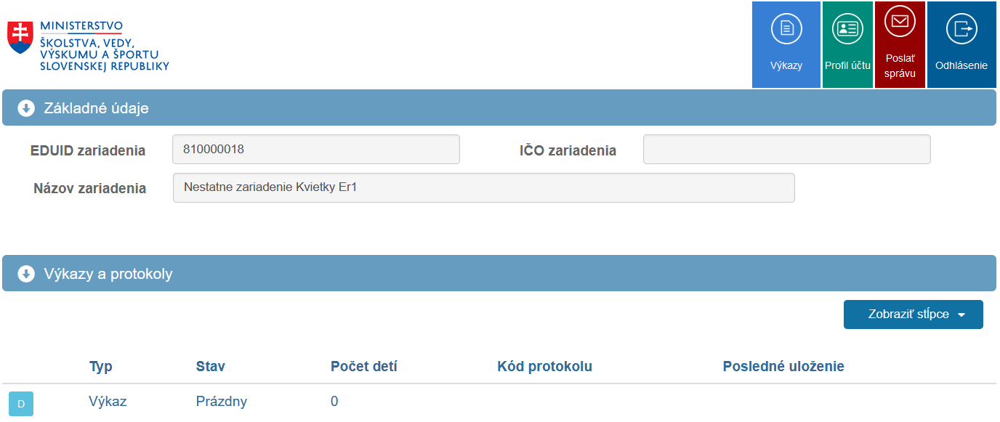 MINISTERSTVO
ŠKOLSTVA, VEDY,
VÝSKUMU A ŠPORTU
SLOVENSKEJ REPUBLIKY
Výkazy
Profil účtu
Poslať
správu
Odhlásenie
Základné údaje
EDUID zariadenia 810000018 IČO zariadenia
Názov zariadenia Nestatne zariadenie Kvietky Er1
Výkazy a protokoly
Zobraziť stĺpce
Typ Stav Počet detí Kód protokolu Posledné uloženie
D Výkaz Prázdny 0